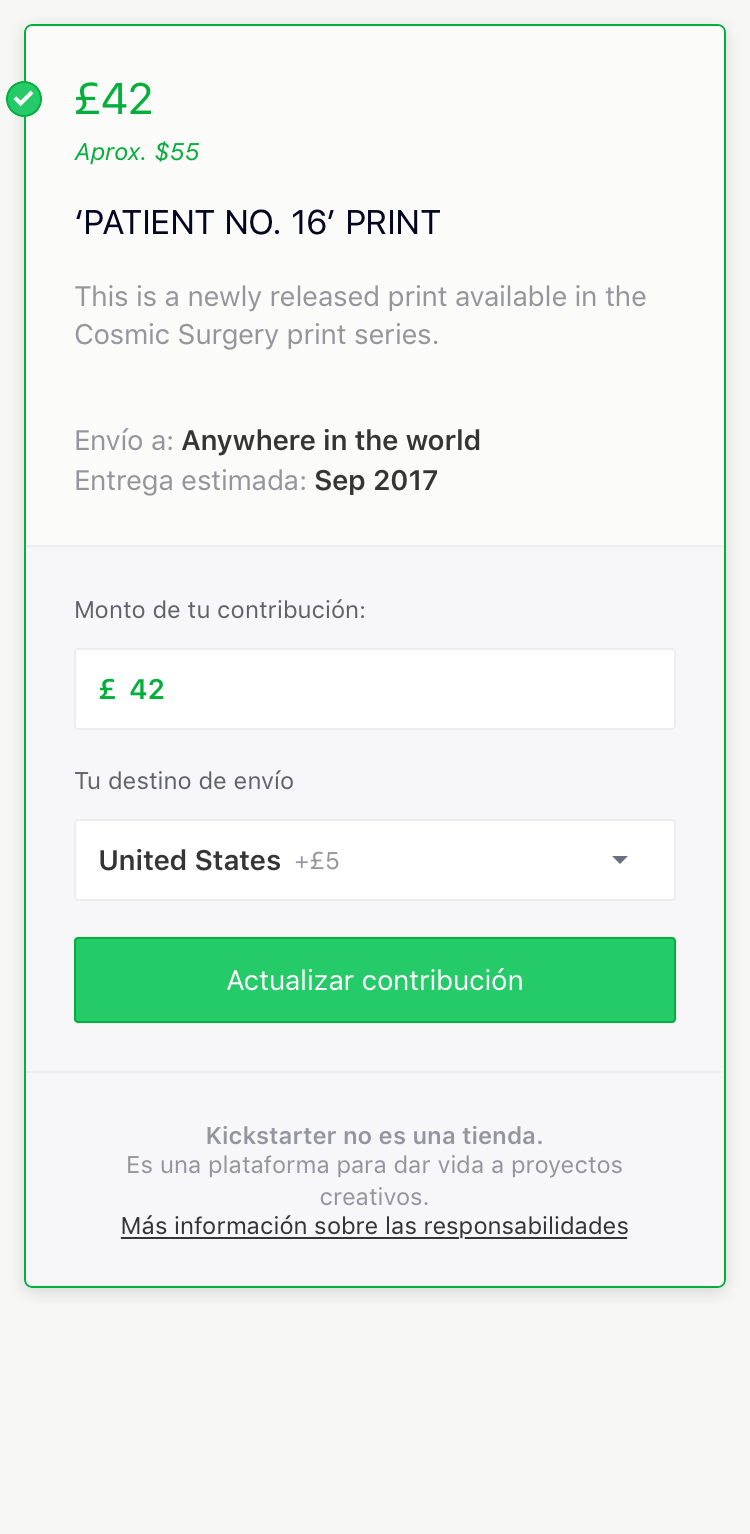 £42
Aprox. $55
‘PATIENT NO. 16’ PRINT
This is a newly released print available in the
Cosmic Surgery print series.
Envío a: Anywhere in the world
Entrega estimada: Sep 2017
Monto de tu contribución:
£ 42
Tu destino de envío
United States +£5
Actualizar contribución
Kickstarter no es una tienda.
Es una plataforma para dar vida a proyectos
creativos.
Más información sobre las responsabilidades